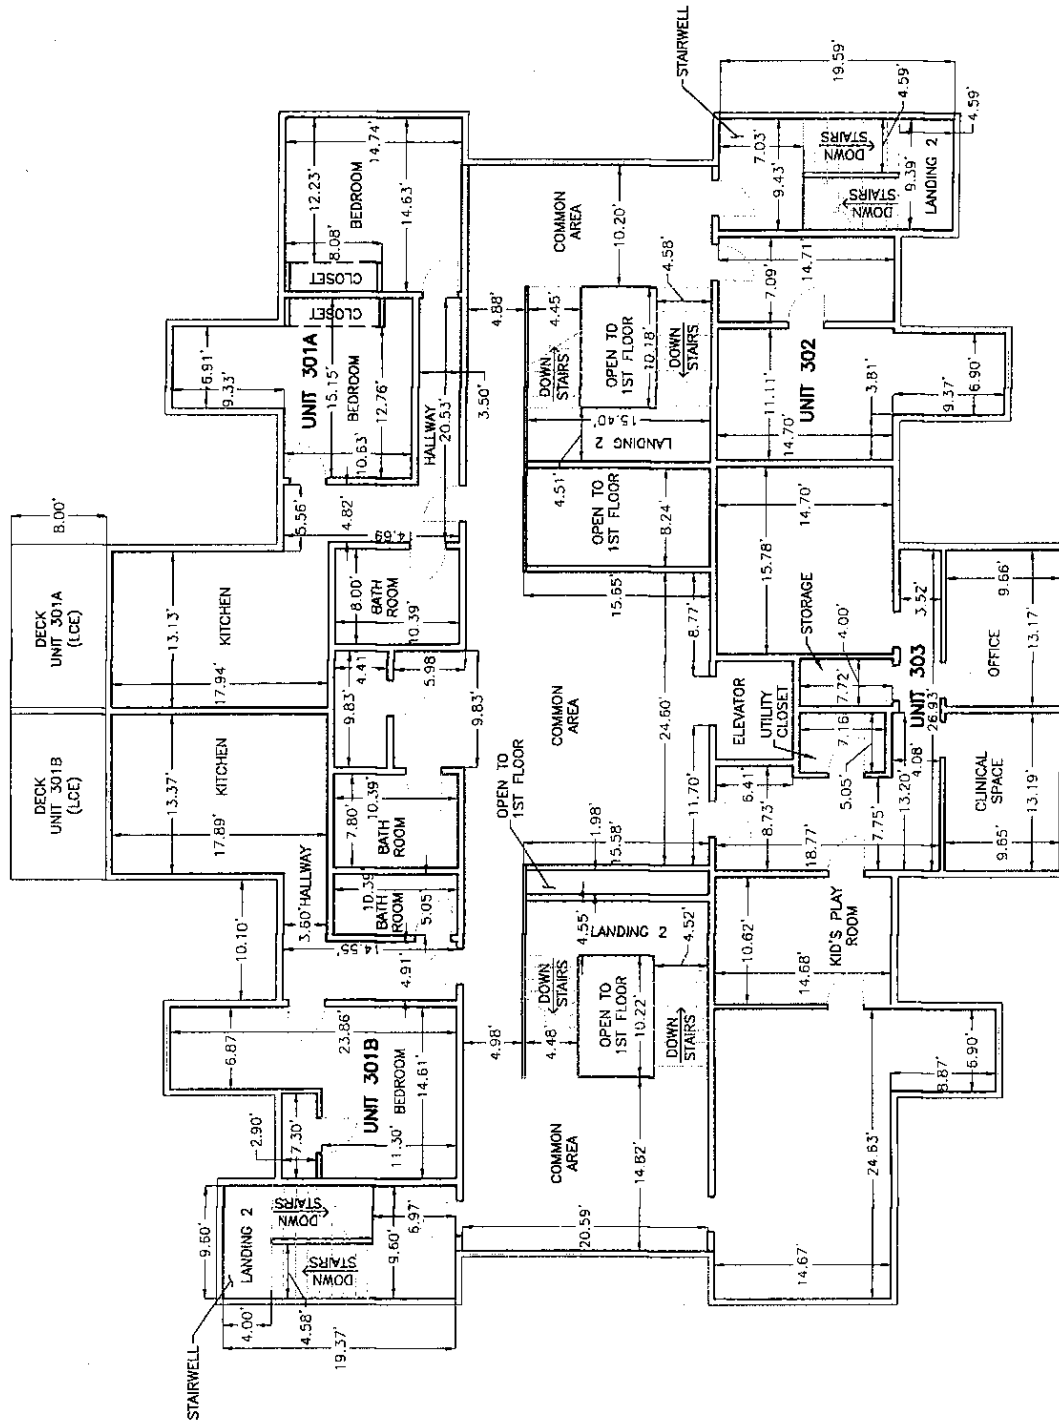 DECK
UNIT 301B
(LCE)
DECK
UNIT 301A
(LCE)
8.00'
13.37'
KITCHEN
17.89'
13.13'
KITCHEN
17.94'
10.10'
3.60'
HALLWAY
5.56'
4.82'
14.69'
STAIRWELL
4.00'
19.37'
9.60'
LANDING 2
DOWN
STAIRS
DOWN
STAIRS
4.58'
9.60'
6.97'
2.90'
7.30'
6.87'
23.86'
UNIT 301B
BEDROOM
11.30'
14.61'
14.55'
4.91'
10.39'
BATH
ROOM
5.05'
7.80'
10.39'
BATH
ROOM
9.83'
4.41'
5.98'
9.83'
8.00'
BATH
ROOM
10.39'
6.91'
9.33'
UNIT 301A
15.15'
BEDROOM
12.76'
10.63'
HALLWAY
20.53'
3.50'
CLOSET
CLOSET
8.08'
12.23'
BEDROOM
14.74'
14.63'
COMMON
AREA
20.59'
14.82'
4.98'
4.48'
DOWN
STAIRS
OPEN TO
1ST FLOOR
10.22'
DOWN
STAIRS
4.55'
LANDING 2
4.52'
OPEN TO
1ST FLOOR
15.58'
1.98'
COMMON
AREA
24.60'
11.70'
8.77'
15.65'
OPEN TO
1ST FLOOR
8.24'
4.51'
LANDING 2
15.40'
4.88'
4.45'
DOWN
STAIRS
OPEN TO
1ST FLOOR
10.18'
DOWN
STAIRS
4.58'
COMMON
AREA
10.20'
STAIRWELL
14.67'
24.63'
8.87'
6.90'
10.62'
14.68'
KID'S PLAY
ROOM
6.41'
8.73'
18.77'
ELEVATOR
UTILITY
CLOSET
7.16'
5.05'
7.75'
13.20'
4.08'
STORAGE
4.00'
7.72'
15.78'
14.70'
UNIT 303
26.93'
3.52'
CLINICAL
SPACE
9.65'
13.19'
OFFICE
9.66'
13.17'
11.11'
14.70'
UNIT 302
3.81'
9.37'
6.90'
7.09'
14.71'
7.03'
9.43'
DOWN
STAIRS
DOWN
STAIRS
9.39'
LANDING 2
19.59'
4.59'
4.59'